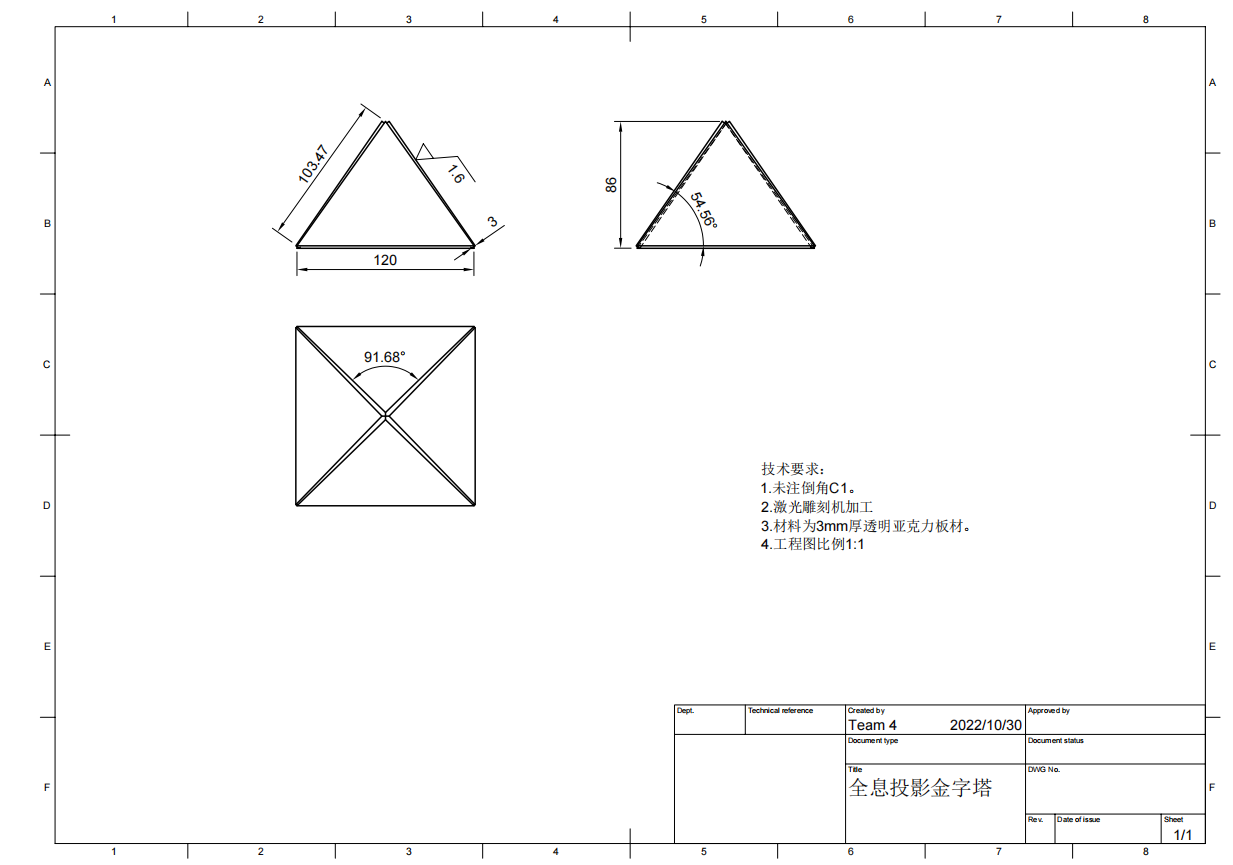 1 2 3 4 5 6 7 8
A A
103.47
1.6
3
120
86
54.56°
B B
91.68°
C C
技术要求:
1.未注倒角C1。
2.激光雕刻机加工
3.材料为3mm厚透明亚克力板材。
4.工程图比例1:1
D D
E E
Dept. Technical reference Created by Approved by
Team 4 2022/10/30
Document type Document status
Title DWG No.
全息投影金字塔
F F
Rev. Date of issue Sheet
1/1
1 2 3 4 5 6 7 8